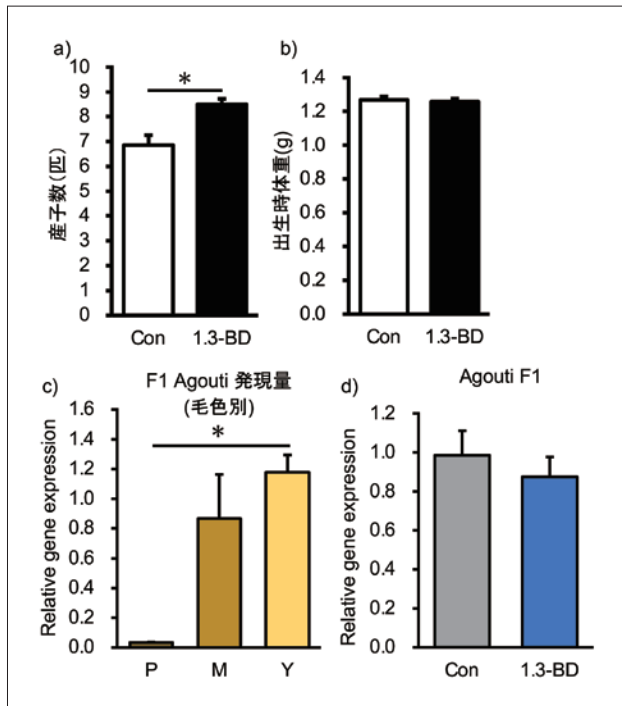 a)
産子数(匹)
10
9
8
7
6
5
4
3
2
1
0
*
Con 1.3-BD
b)
出生時体重(g)
1.4
1.2
1.0
0.8
0.6
0.4
0.2
0.0
Con 1.3-BD
c)
F1 Agouti 発現量
(毛色別)
Relative gene expression
1.6
1.4
1.2
1.0
0.8
0.6
0.4
0.2
0.0
*
P M Y
d)
Agouti F1
Relative gene expression
1.2
1.0
0.8
0.6
0.4
0.2
0.0
Con 1.3-BD